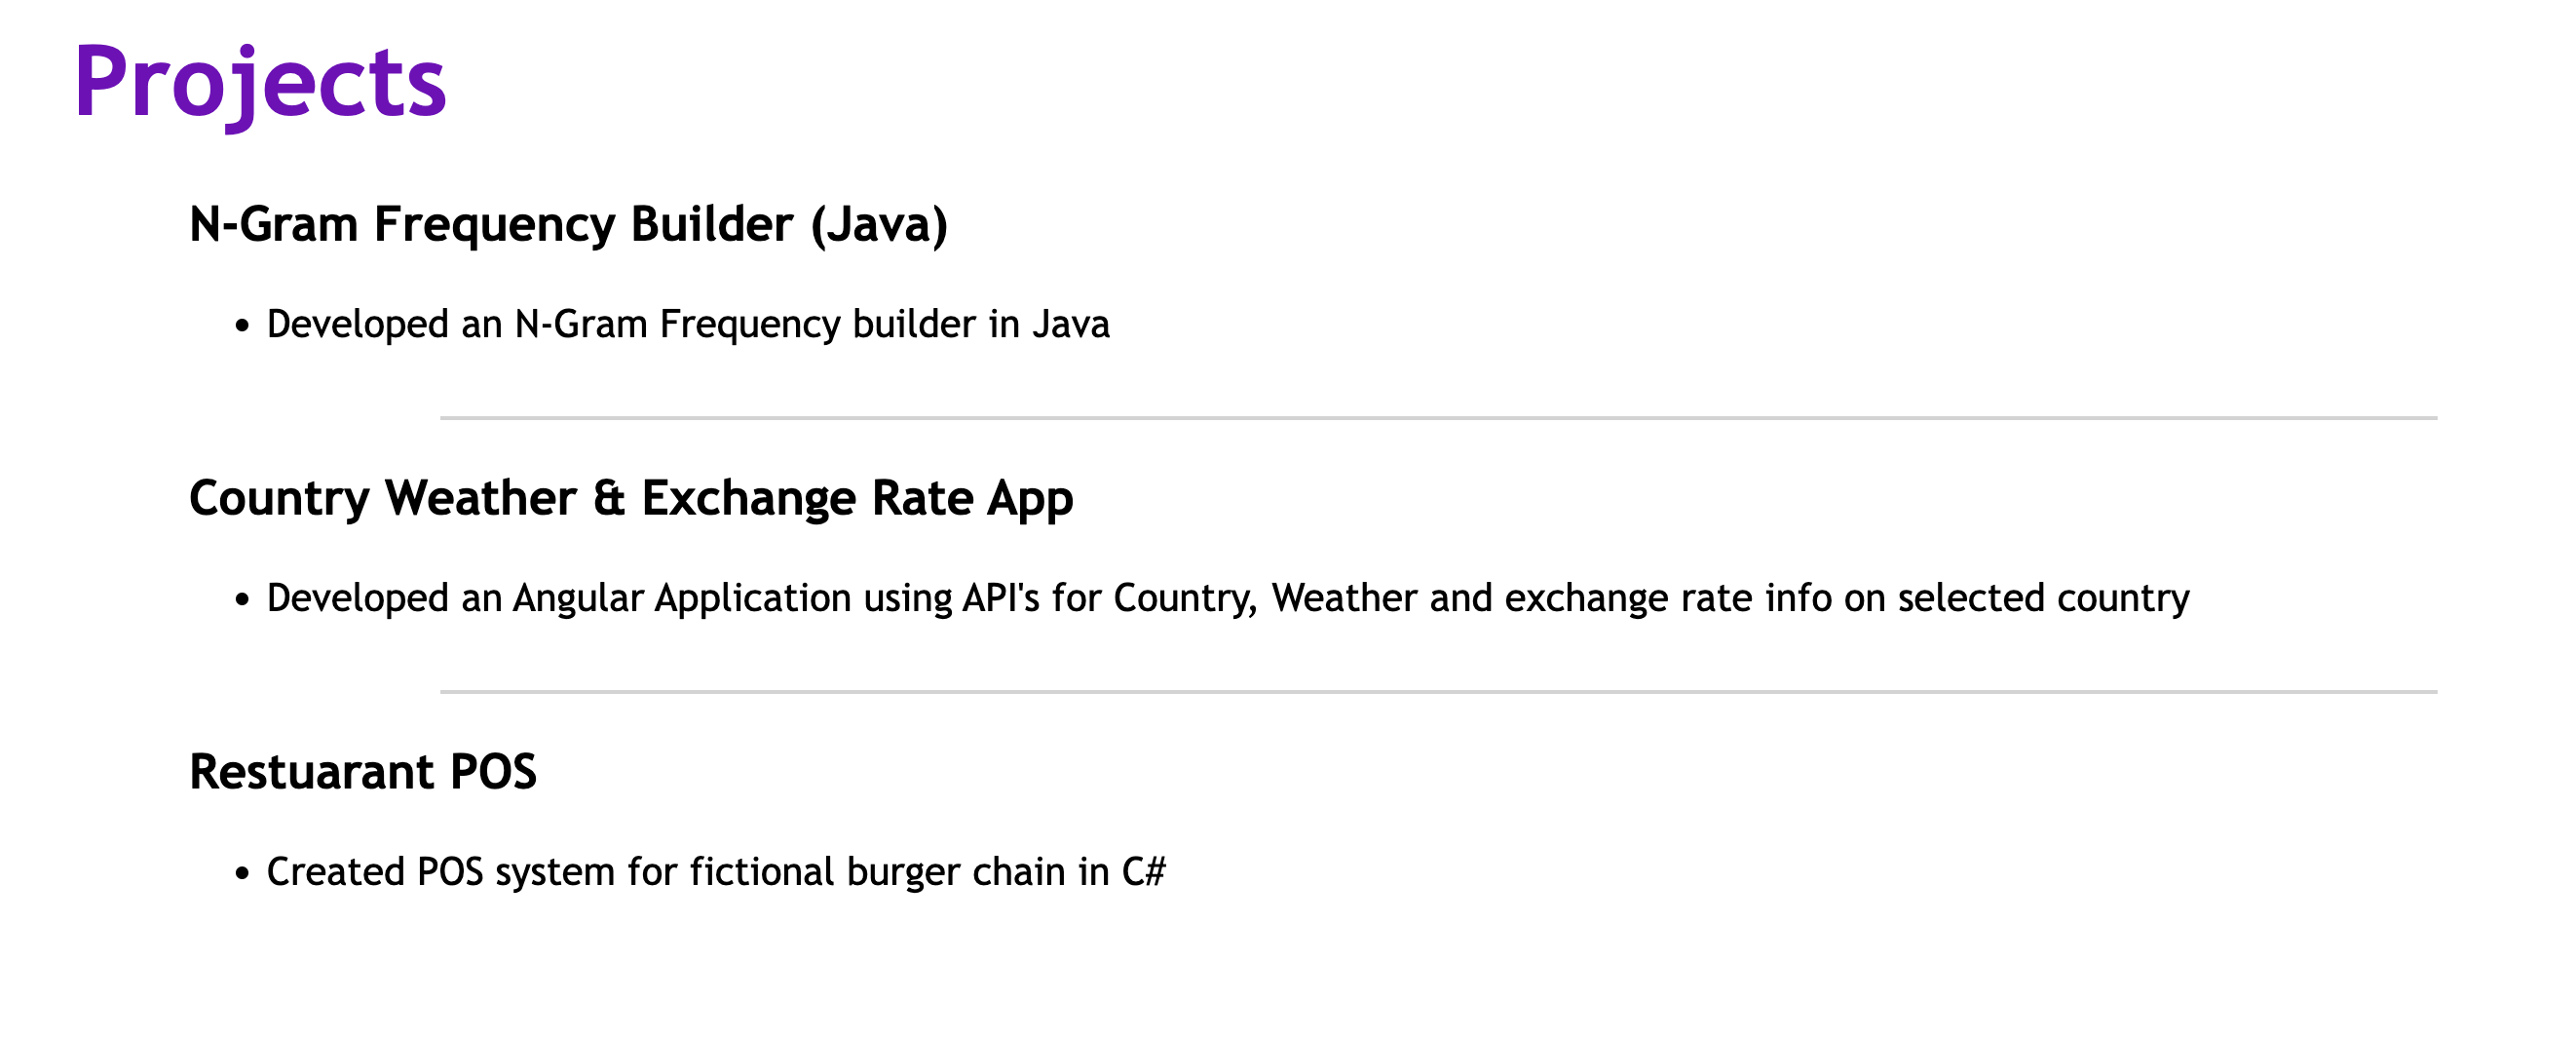 Projects
N-Gram Frequency Builder (Java)
• Developed an N-Gram Frequency builder in Java
Country Weather & Exchange Rate App
• Developed an Angular Application using API's for Country, Weather and exchange rate info on selected country
Restuarant POS
• Created POS system for fictional burger chain in C#